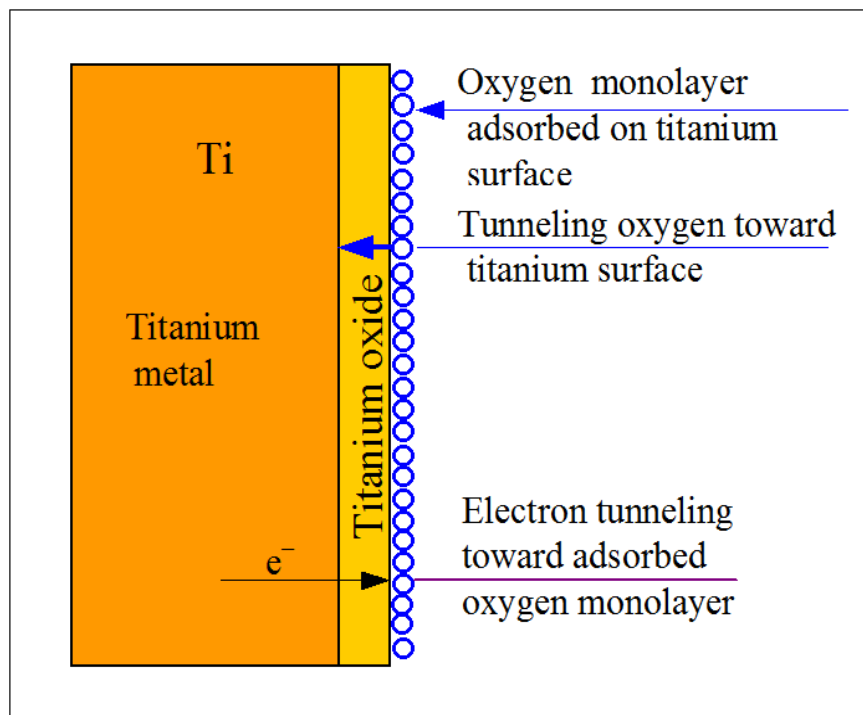 Ti
Titanium
metal
Titanium oxide
e⁻
Oxygen monolayer
adsorbed on titanium
surface
Tunneling oxygen toward
titanium surface
Electron tunneling
toward adsorbed
oxygen monolayer